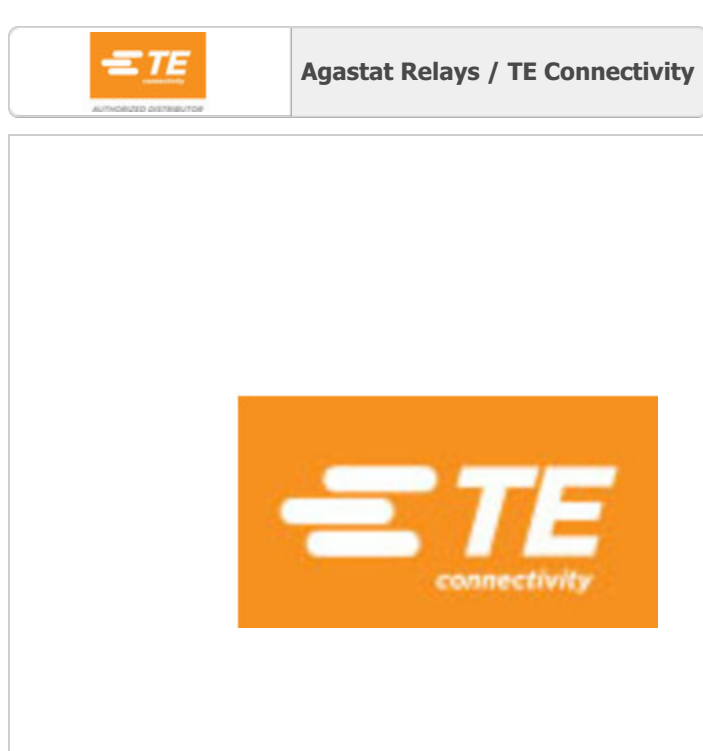 TE
connectivity
AUTHORIZED DISTRIBUTOR
Agastat Relays / TE Connectivity
TE
connectivity